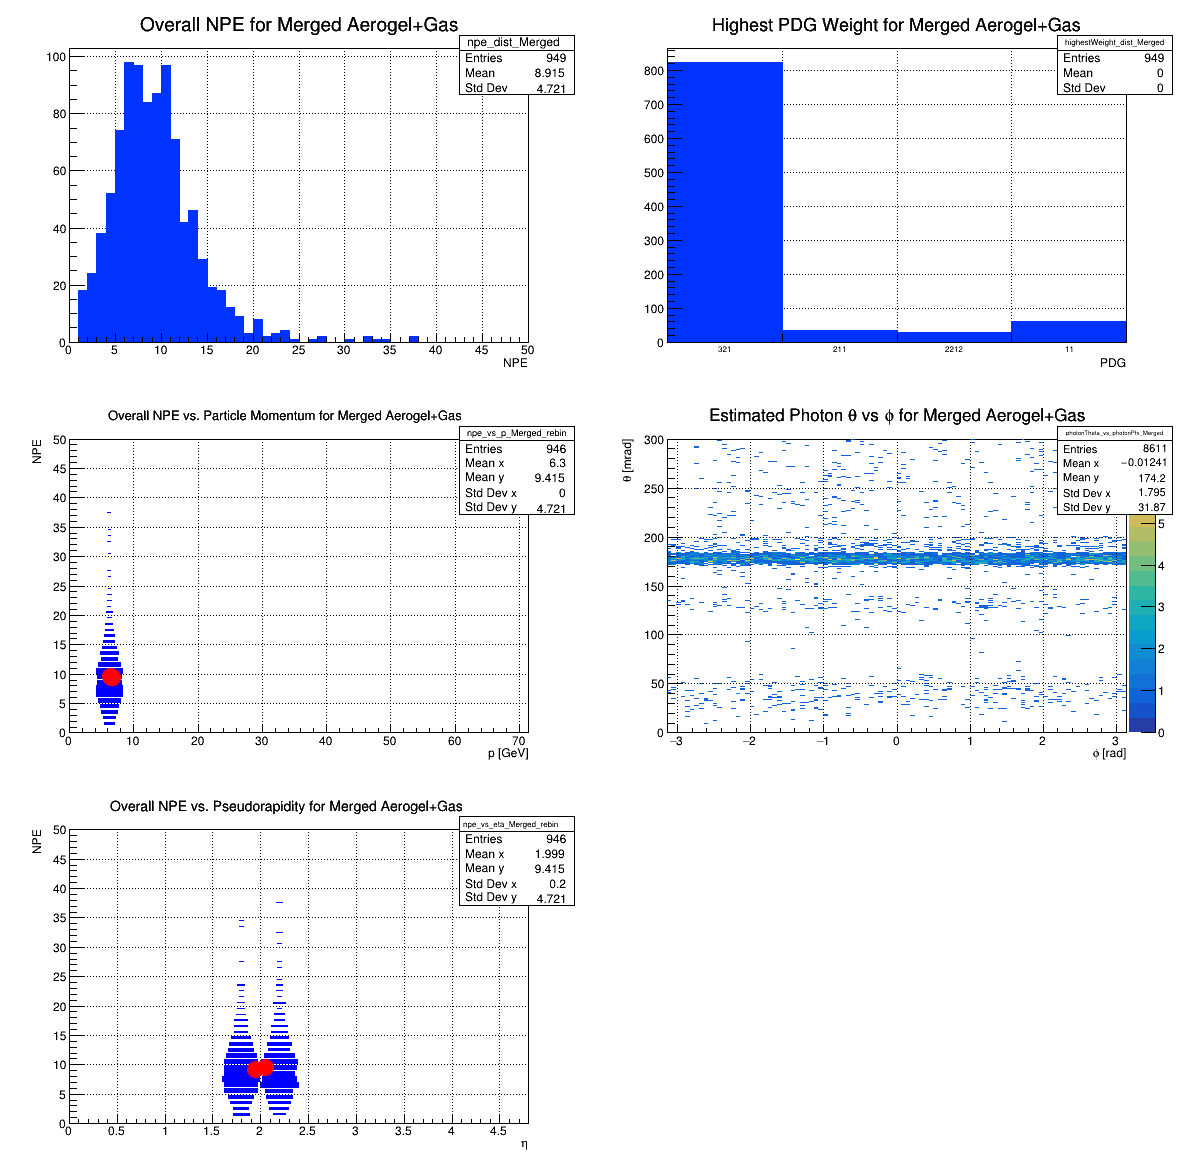 Overall NPE for Merged Aerogel+Gas
npe_dist_Merged
Entries 949
Mean 8.915
Std Dev 4.721
100
80
60
40
20
0
0 5 10 15 20 25 30 35 40 45 50
NPE
Highest PDG Weight for Merged Aerogel+Gas
highestWeight_dist_Merged
Entries 949
Mean 0
Std Dev 0
800
700
600
500
400
300
200
100
0
321 211 2212 11
PDG
Overall NPE vs. Particle Momentum for Merged Aerogel+Gas
NPE
npe_vs_p_Merged_rebin
Entries 946
Mean x 6.3
Mean y 9.415
Std Dev x 0
Std Dev y 4.721
50
45
40
35
30
25
20
15
10
5
0
0 10 20 30 40 50 60 70
p [GeV]
Estimated Photon θ vs ϕ for Merged Aerogel+Gas
θ [mrad]
photonTheta_vs_photonPhi_Merged
Entries 8611
Mean x −0.01241
Mean y 174.2
Std Dev x 1.795
Std Dev y 31.87
300
250
200
150
100
50
0
−3 −2 −1 0 1 2 3
ϕ [rad]
5
4
3
2
1
0
Overall NPE vs. Pseudorapidity for Merged Aerogel+Gas
NPE
npe_vs_eta_Merged_rebin
Entries 946
Mean x 1.999
Mean y 9.415
Std Dev x 0.2
Std Dev y 4.721
50
45
40
35
30
25
20
15
10
5
0
0 0.5 1 1.5 2 2.5 3 3.5 4 4.5
η